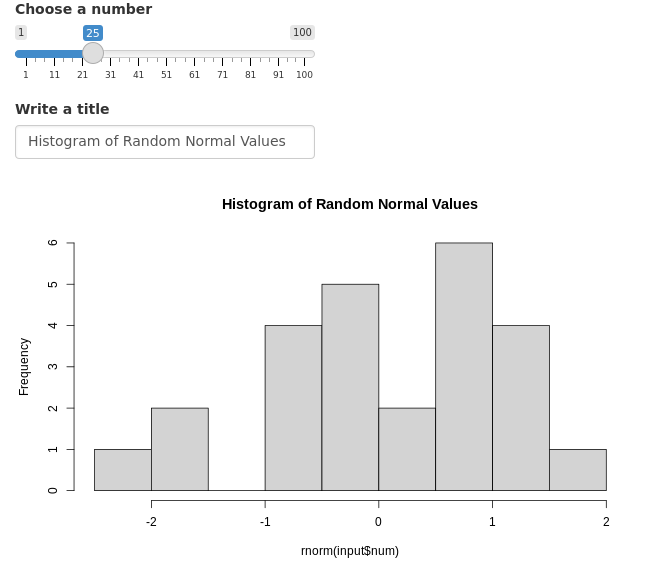 Choose a number
1 25 100
1 11 21 31 41 51 61 71 81 91 100
Write a title
Histogram of Random Normal Values
Histogram of Random Normal Values
6
5
4
3
2
1
0
Frequency
-2 -1 0 1 2
rnorm(input$num)